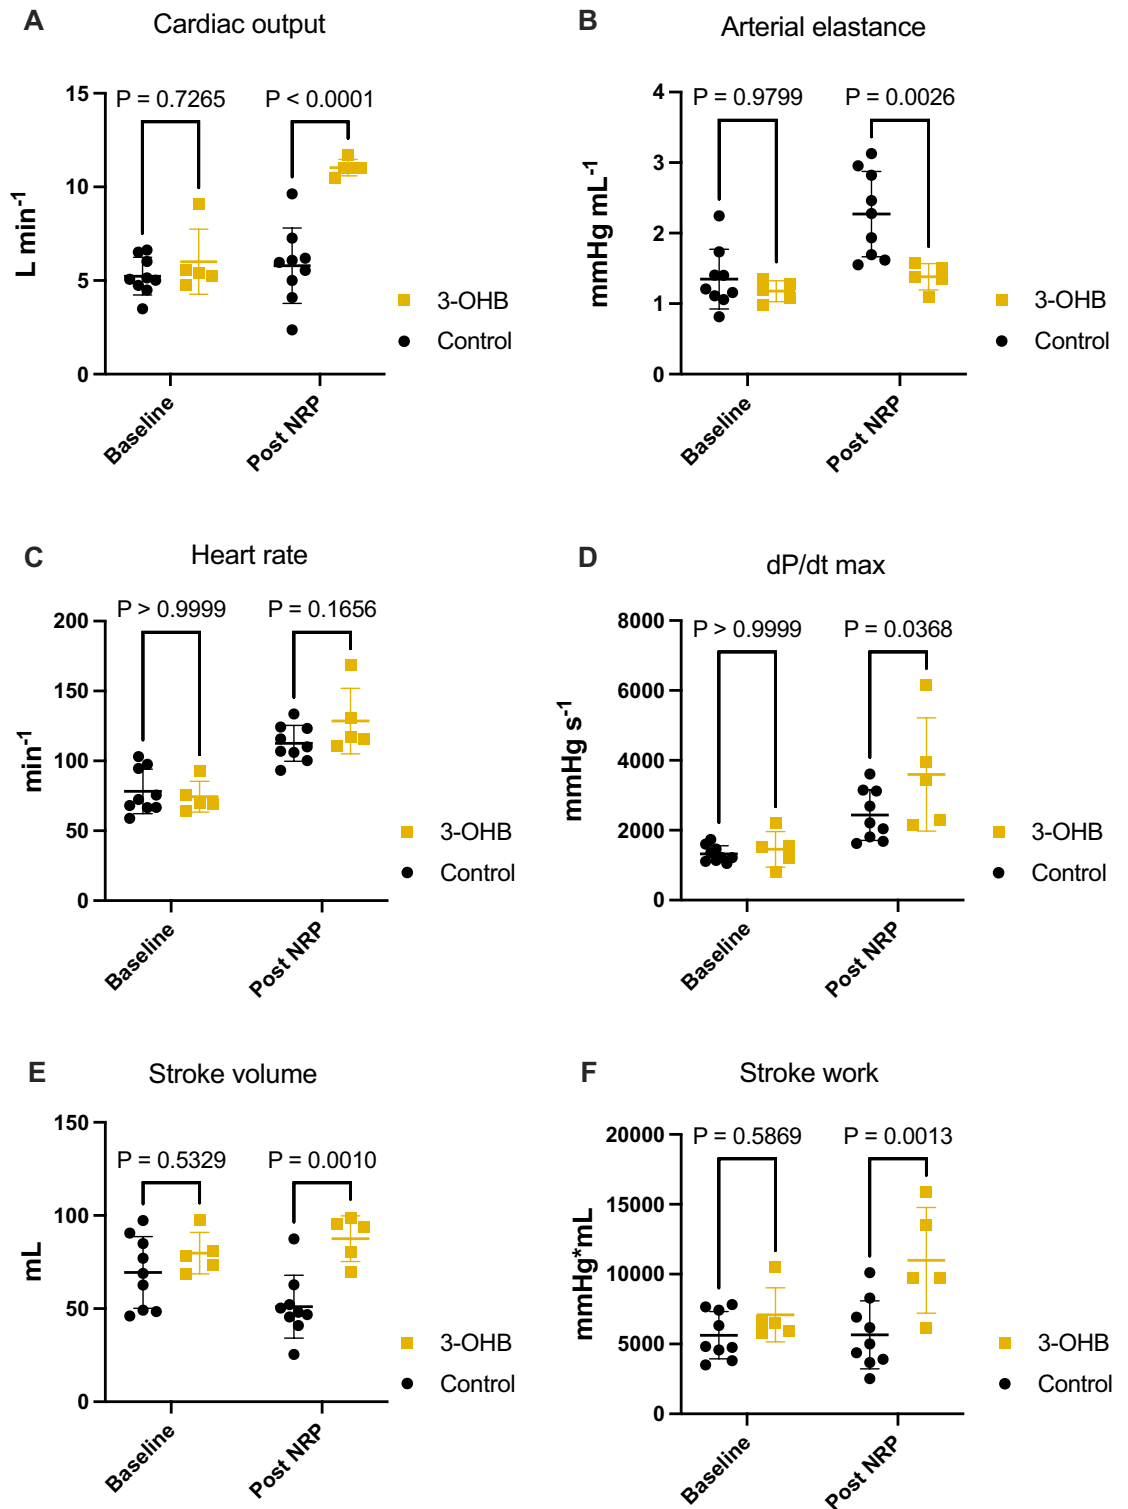 A
Cardiac output
P = 0.7265
P < 0.0001
15
10
5
0
L min-1
3-OHB
Control
Baseline
Post NRP
B
Arterial elastance
P = 0.9799
P = 0.0026
4
3
2
1
0
mmHg mL-1
3-OHB
Control
Baseline
Post NRP
C
Heart rate
P > 0.9999
P = 0.1656
200
150
100
50
0
min-1
3-OHB
Control
Baseline
Post NRP
D
dP/dt max
P > 0.9999
P = 0.0368
8000
6000
4000
2000
0
mmHg s-1
3-OHB
Control
Baseline
Post NRP
E
Stroke volume
P = 0.5329
P = 0.0010
150
100
50
0
mL
3-OHB
Control
Baseline
Post NRP
F
Stroke work
P = 0.5869
P = 0.0013
20000
15000
10000
5000
0
mmHg*mL
3-OHB
Control
Baseline
Post NRP